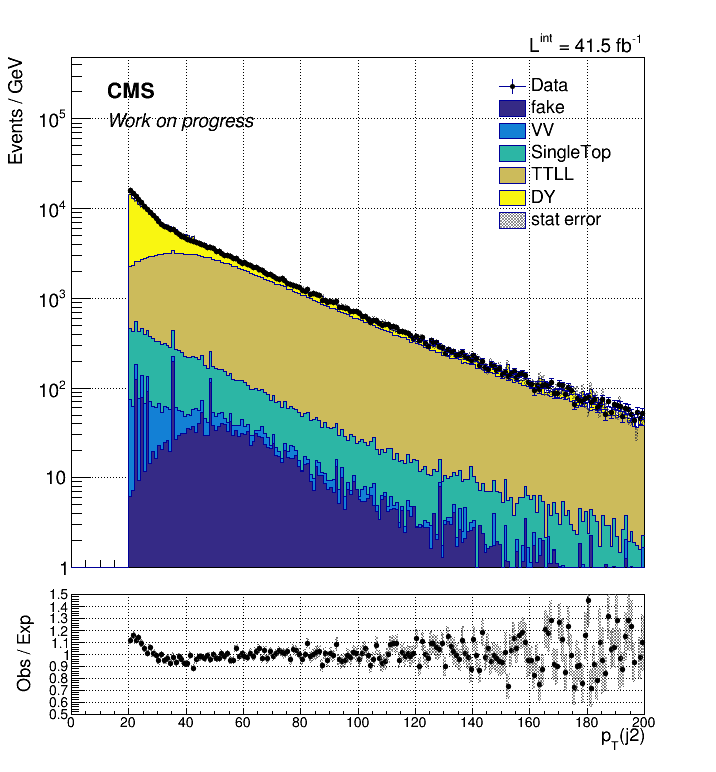 L^int = 41.5 fb^-1
Events / GeV
CMS
Work on progress
Data
fake
VV
SingleTop
TTLL
DY
stat error
10^5
10^4
10^3
10^2
10
1
Obs / Exp
1.5
1.4
1.3
1.2
1.1
1
0.9
0.8
0.7
0.6
0.5
0 20 40 60 80 100 120 140 160 180 200
p_T(j2)